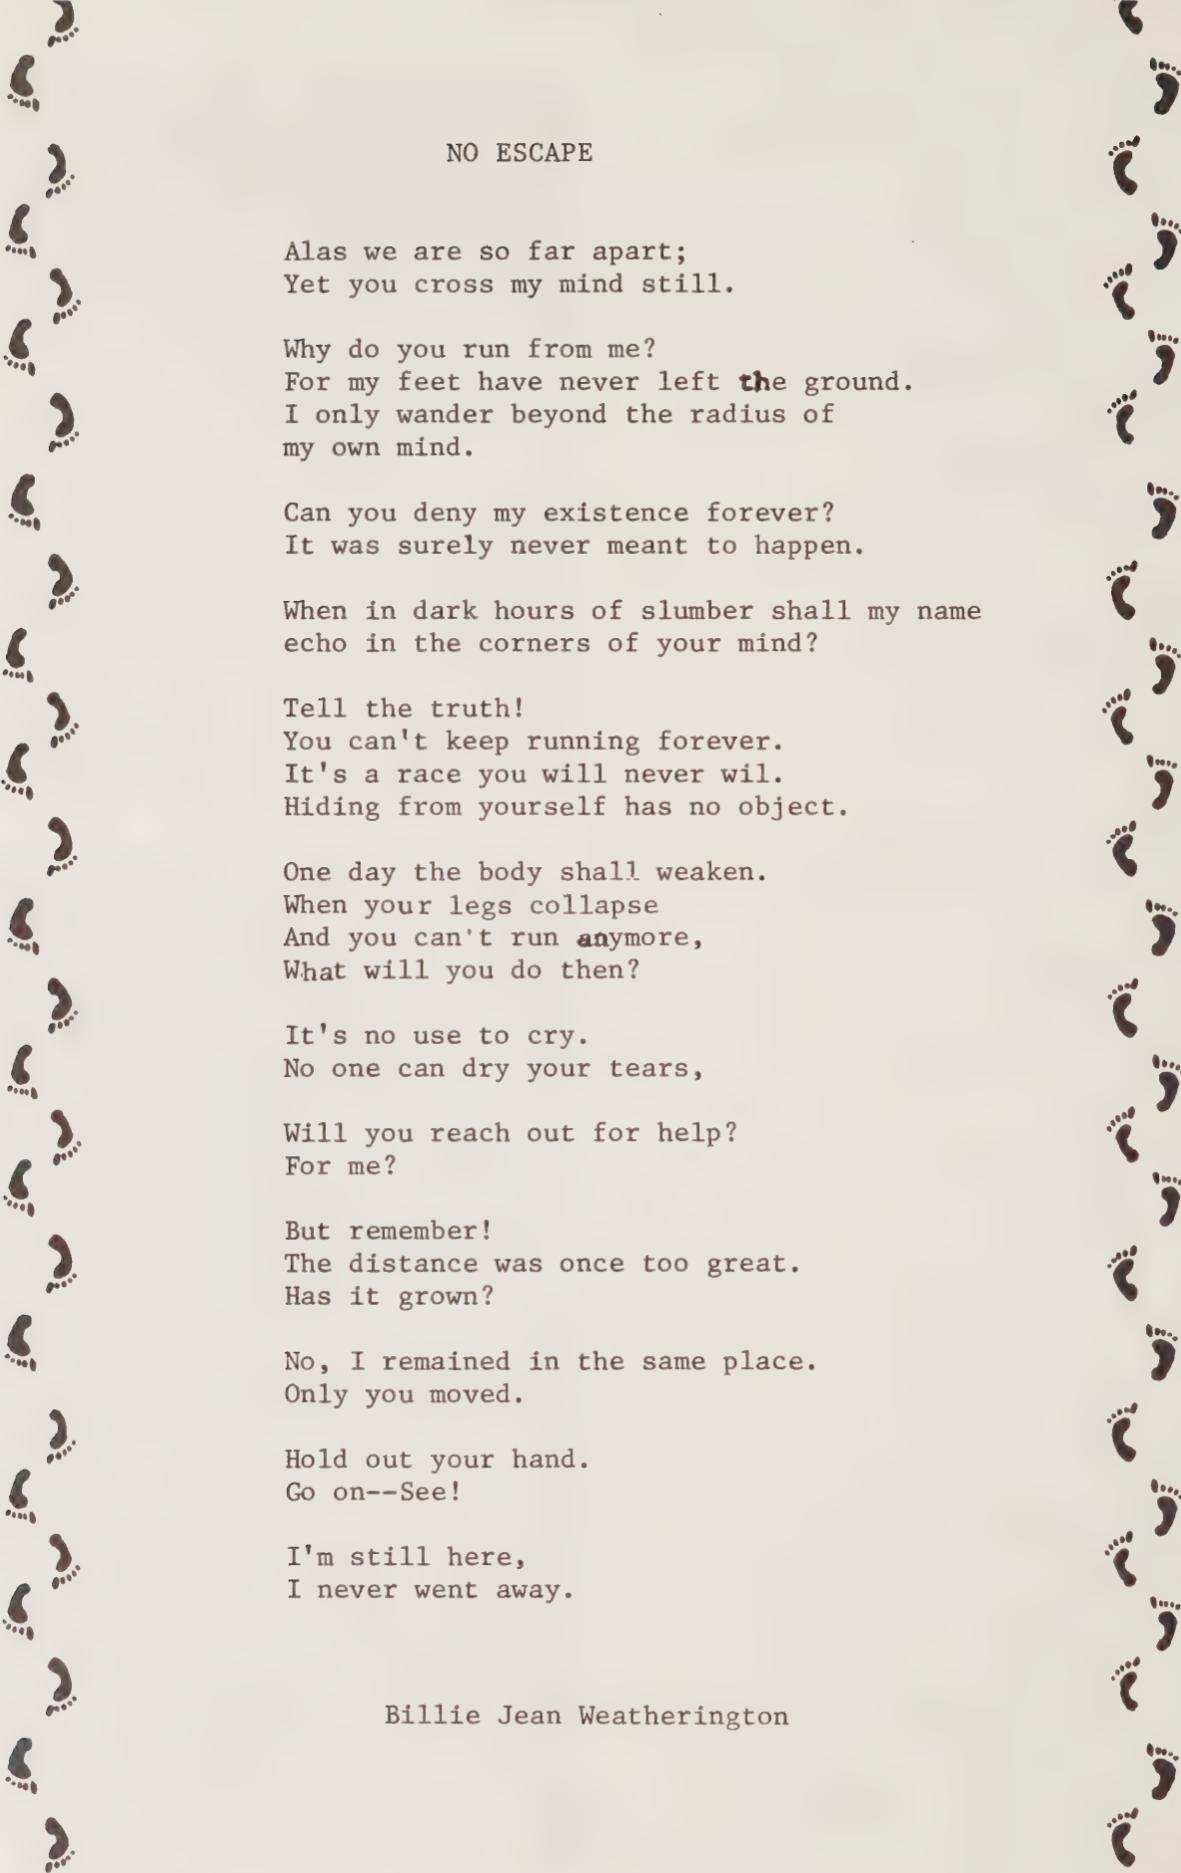 NO ESCAPE
Alas we are so far apart;
Yet you cross my mind still.
Why do you run from me?
For my feet have never left the ground.
I only wander beyond the radius of
my own mind.
Can you deny my existence forever?
It was surely never meant to happen.
When in dark hours of slumber shall my name
echo in the corners of your mind?
Tell the truth!
You can't keep running forever.
It's a race you will never wil.
Hiding from yourself has no object.
One day the body shall weaken.
When your legs collapse
And you can't run anymore,
What will you do then?
It's no use to cry.
No one can dry your tears,
Will you reach out for help?
For me?
But remember!
The distance was once too great.
Has it grown?
No, I remained in the same place.
Only you moved.
Hold out your hand.
Go on--See!
I'm still here,
I never went away.
Billie Jean Weatherington